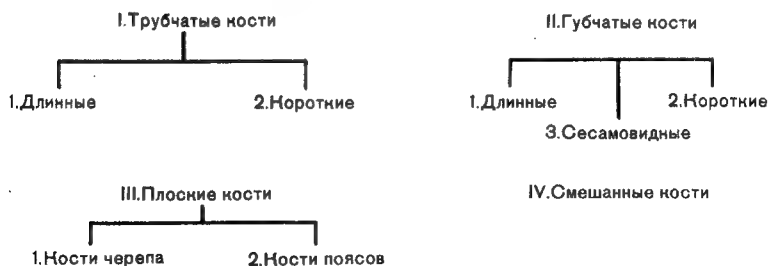 I.Трубчатые кости
1.Длинные
2.Короткие
II.Губчатые кости
1.Длинные
2.Короткие
3.Сесамовидные
III.Плоские кости
1.Кости черепа
2.Кости поясов
IV.Смешанные кости